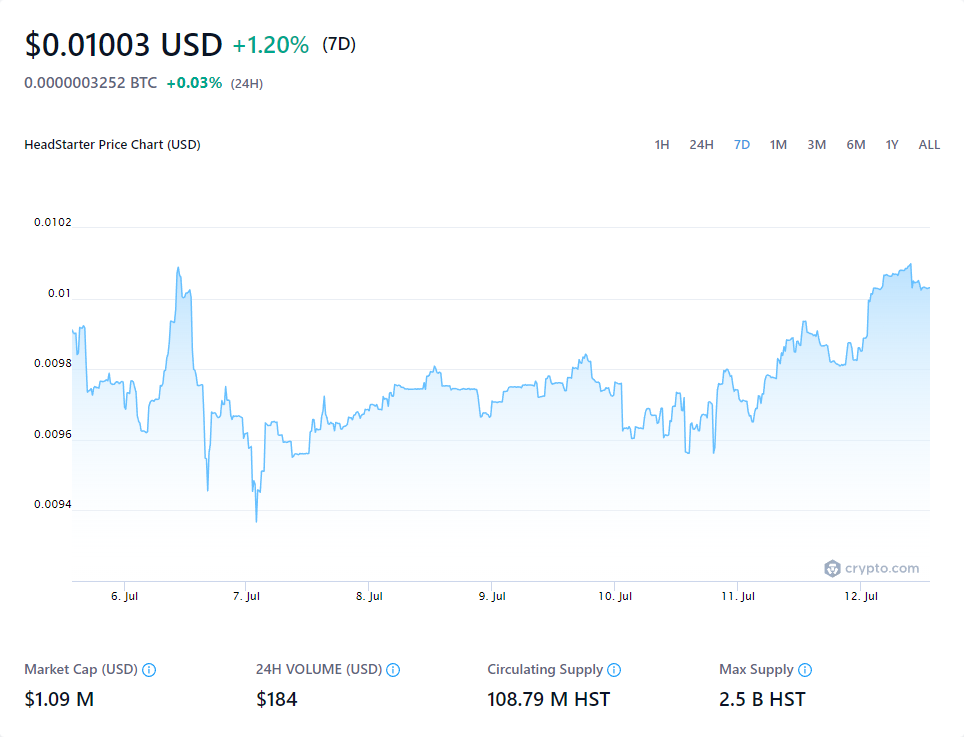 $0.01003 USD +1.20% (7D)
0.0000003252 BTC +0.03% (24H)
HeadStarter Price Chart (USD) 1H 24H 7D 1M 3M 6M 1Y ALL
0.0102
0.01
0.0098
0.0096
0.0094
crypto.com
6. Jul 7. Jul 8. Jul 9. Jul 10. Jul 11. Jul 12. Jul
Market Cap (USD) 24H VOLUME (USD) Circulating Supply Max Supply
$1.09 M $184 108.79 M HST 2.5 B HST